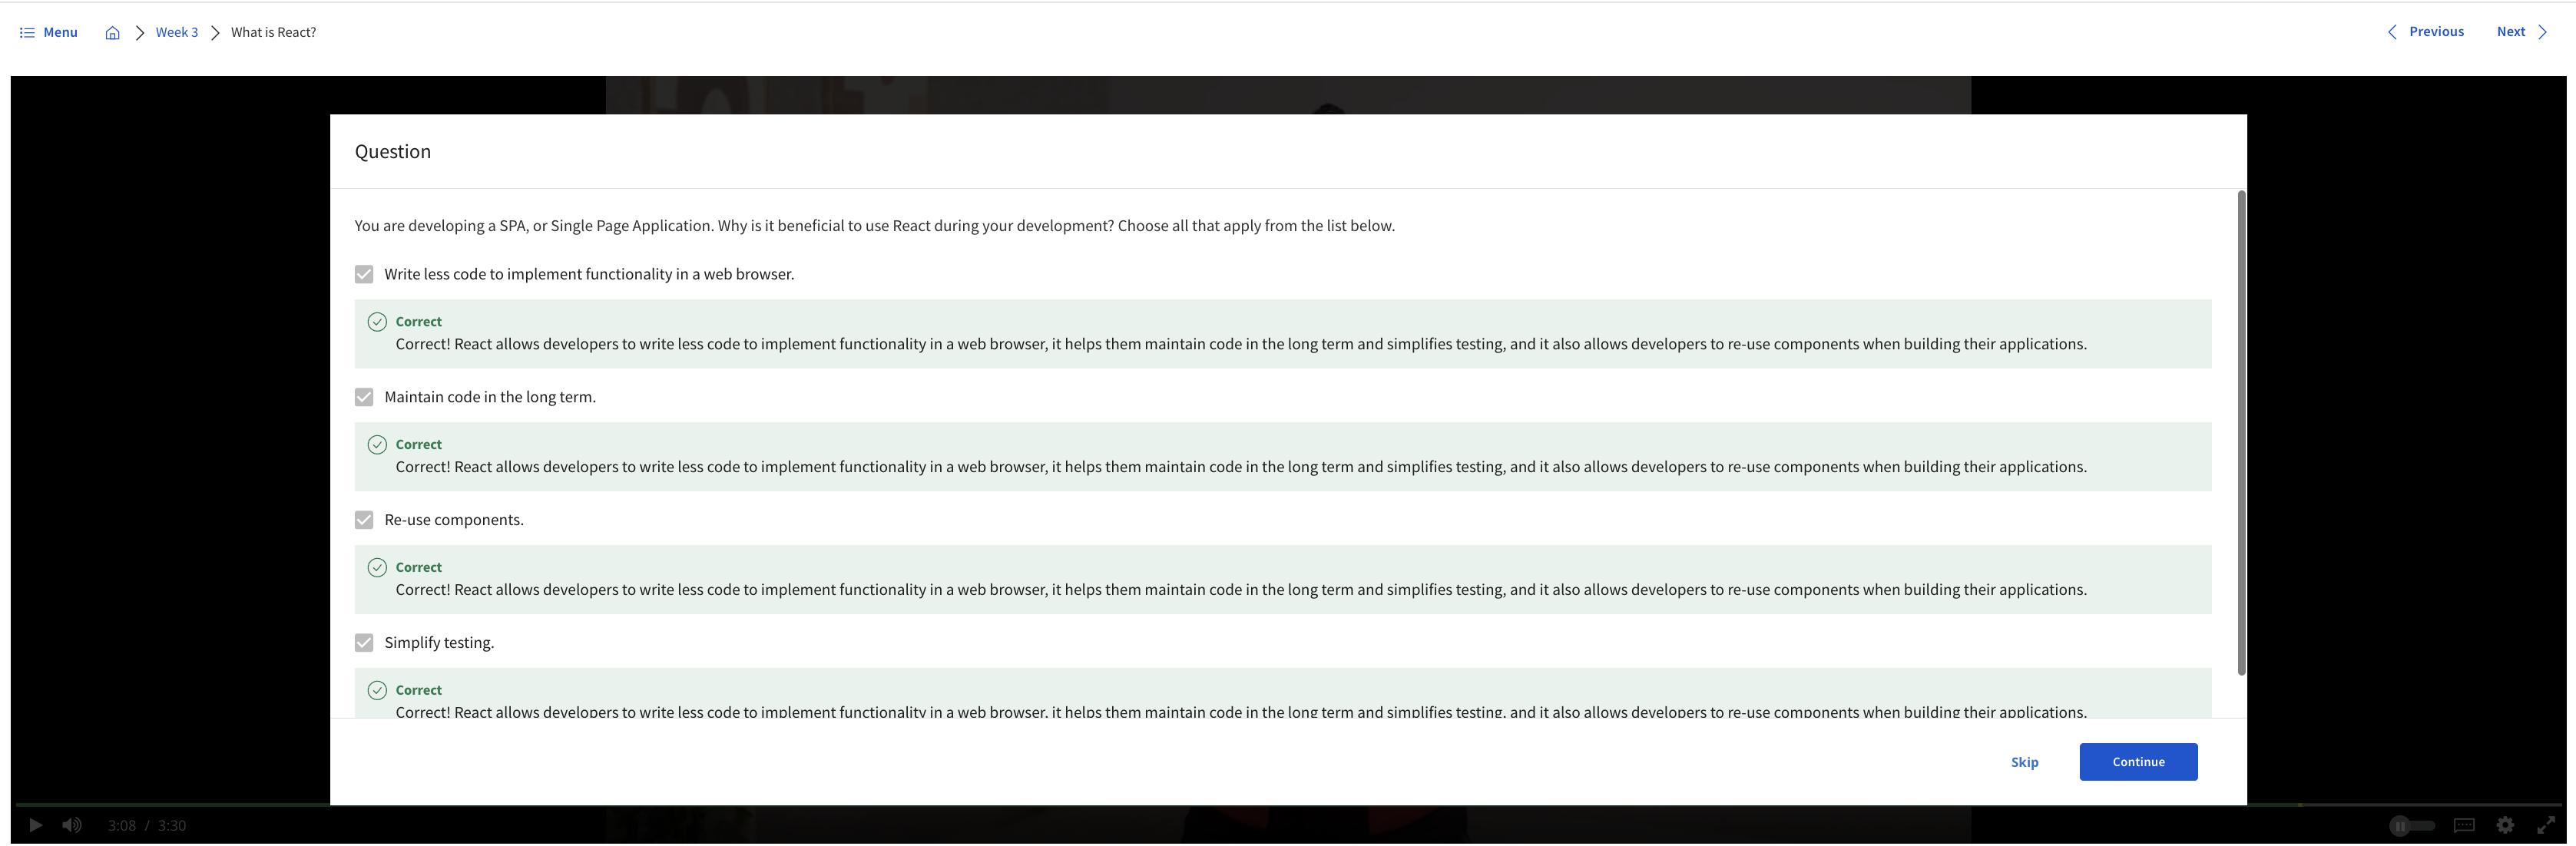 Menu
Week 3
What is React?
Previous
Next
Question
You are developing a SPA, or Single Page Application. Why is it beneficial to use React during your development? Choose all that apply from the list below.
Write less code to implement functionality in a web browser.
Correct
Correct! React allows developers to write less code to implement functionality in a web browser, it helps them maintain code in the long term and simplifies testing, and it also allows developers to re-use components when building their applications.
Maintain code in the long term.
Correct
Correct! React allows developers to write less code to implement functionality in a web browser, it helps them maintain code in the long term and simplifies testing, and it also allows developers to re-use components when building their applications.
Re-use components.
Correct
Correct! React allows developers to write less code to implement functionality in a web browser, it helps them maintain code in the long term and simplifies testing, and it also allows developers to re-use components when building their applications.
Simplify testing.
Correct
Correct! React allows developers to write less code to implement functionality in a web browser, it helps them maintain code in the long term and simplifies testing, and it also allows developers to re-use components when building their applications.
Skip
Continue
3:08 / 3:30